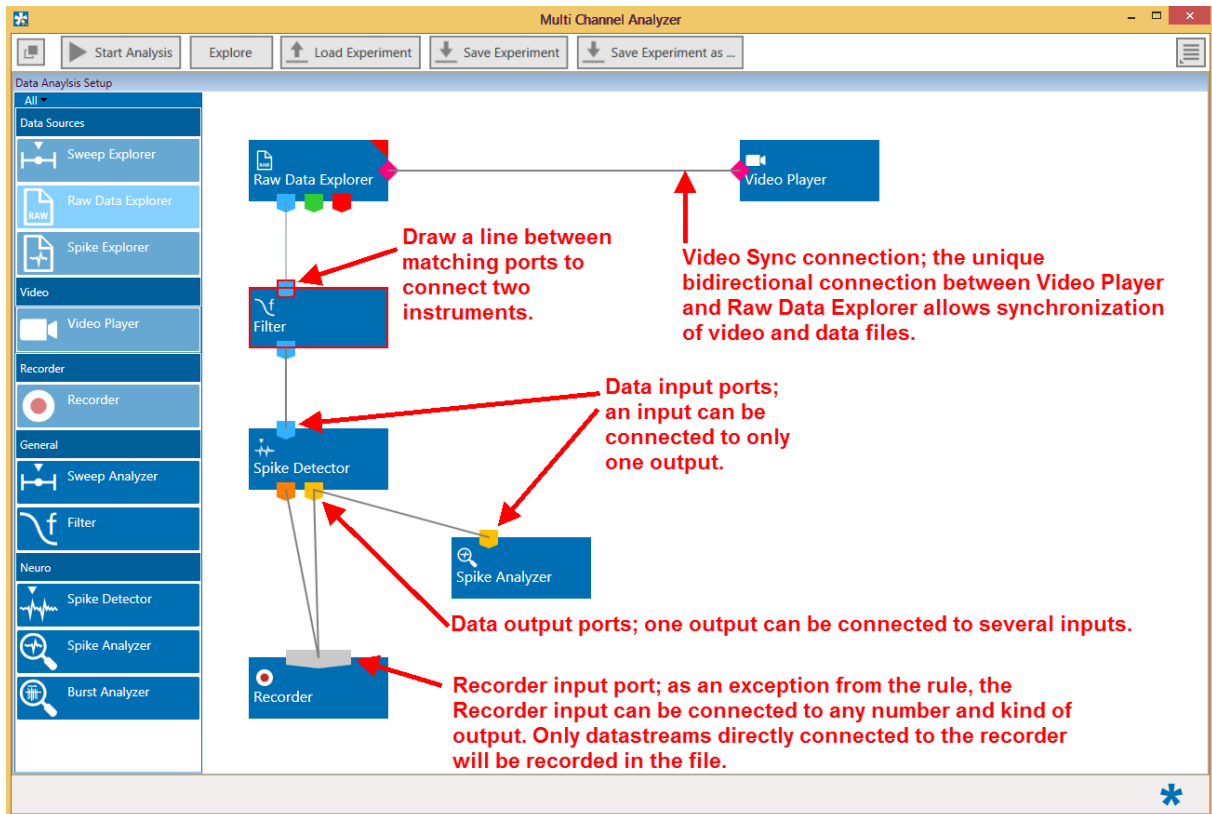 Multi Channel Analyzer
Start Analysis
Explore
Load Experiment
Save Experiment
Save Experiment as ...
Data Anaylsis Setup
All
Data Sources
Sweep Explorer
RAW
Raw Data Explorer
Spike Explorer
Video
Video Player
Recorder
Recorder
General
Sweep Analyzer
f
Filter
Neuro
Spike Detector
Spike Analyzer
Burst Analyzer
RAW
Raw Data Explorer
Video Player
Draw a line between
matching ports to
connect two
instruments.
Video Sync connection; the unique
bidirectional connection between Video Player
and Raw Data Explorer allows synchronization
of video and data files.
f
Filter
Data input ports;
an input can be
connected to only
one output.
Spike Detector
Spike Analyzer
Data output ports; one output can be connected to several inputs.
Recorder
Recorder input port; as an exception from the rule, the
Recorder input can be connected to any number and kind of
output. Only datastreams directly connected to the recorder
will be recorded in the file.